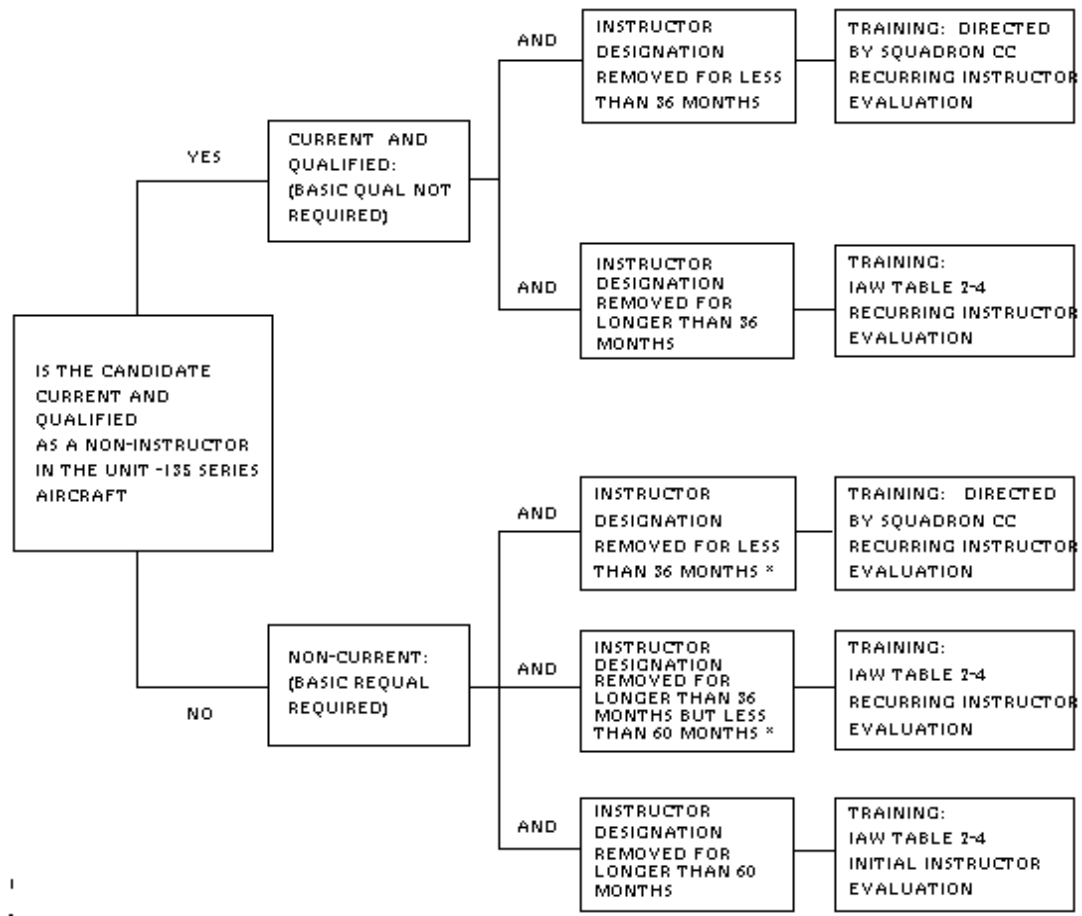 AND
INSTRUCTOR
DESIGNATION
REMOVED FOR LESS
THAN 36 MONTHS
TRAINING: DIRECTED
BY SQUADRON CC
RECURRING INSTRUCTOR
EVALUATION
YES
CURRENT AND
QUALIFIED:
(BASIC QUAL NOT
REQUIRED)
AND
INSTRUCTOR
DESIGNATION
REMOVED FOR
LONGER THAN 36
MONTHS
TRAINING:
IAW TABLE 2-4
RECURRING INSTRUCTOR
EVALUATION
IS THE CANDIDATE
CURRENT AND
QUALIFIED
AS A NON-INSTRUCTOR
IN THE UNIT -135 SERIES
AIRCRAFT
AND
INSTRUCTOR
DESIGNATION
REMOVED FOR LESS
THAN 36 MONTHS *
TRAINING: DIRECTED
BY SQUADRON CC
RECURRING INSTRUCTOR
EVALUATION
NO
NON-CURRENT:
(BASIC REQUAL
REQUIRED)
AND
INSTRUCTOR
DESIGNATION
REMOVED FOR
LONGER THAN 36
MONTHS BUT LESS
THAN 60 MONTHS *
TRAINING:
IAW TABLE 2-4
RECURRING INSTRUCTOR
EVALUATION
AND
INSTRUCTOR
DESIGNATION
REMOVED FOR
LONGER THAN 60
MONTHS
TRAINING:
IAW TABLE 2-4
INITIAL INSTRUCTOR
EVALUATION